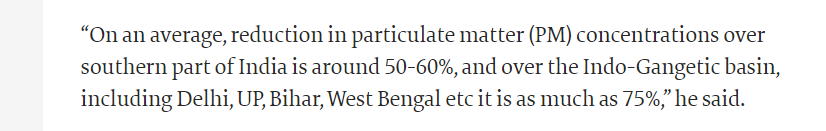 “On an average, reduction in particulate matter (PM) concentrations over
southern part of India is around 50-60%, and over the Indo-Gangetic basin,
including Delhi, UP, Bihar, West Bengal etc it is as much as 75%,” he said.